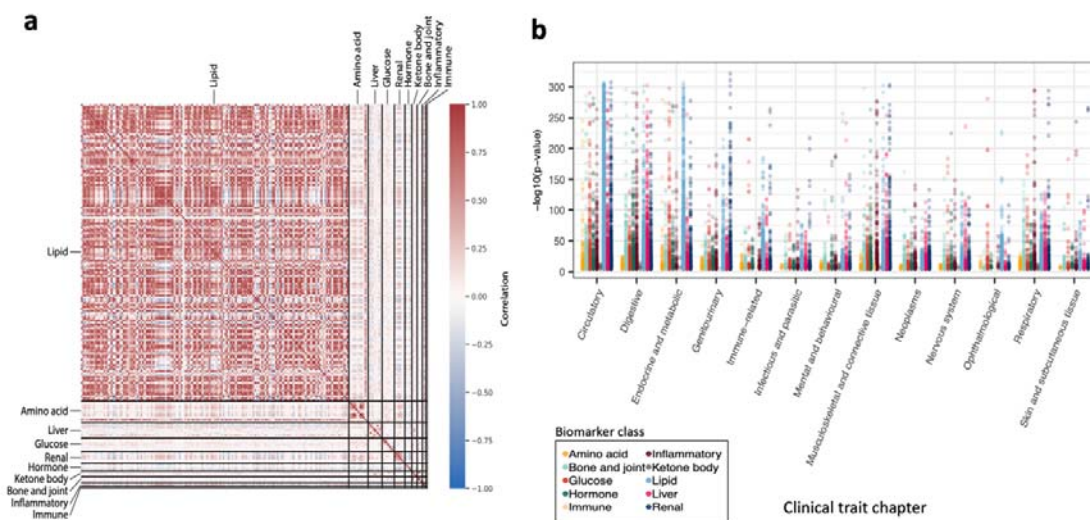 a
Lipid
Amino acid
Liver
Glucose
Renal
Hormone
Ketone body
Bone and joint
Inflammatory
Immune
Lipid
Amino acid
Liver
Glucose
Renal
Hormone
Ketone body
Bone and joint
Inflammatory
Immune
1.00
0.75
0.50
0.25
0.00
−0.25
−0.50
−0.75
−1.00
Correlation
b
-log10(p-value)
300
250
200
150
100
50
0
Circulatory
Digestive
Endocrine and metabolic
Genitourinary
Immune-related
Infectious and parasitic
Mental and behavioural
Musculoskeletal and connective tissue
Neoplasms
Nervous system
Ophthalmological
Respiratory
Skin and subcutaneous tissue
Biomarker class
Amino acid
Bone and joint
Glucose
Hormone
Immune
Inflammatory
Ketone body
Lipid
Liver
Renal
Clinical trait chapter